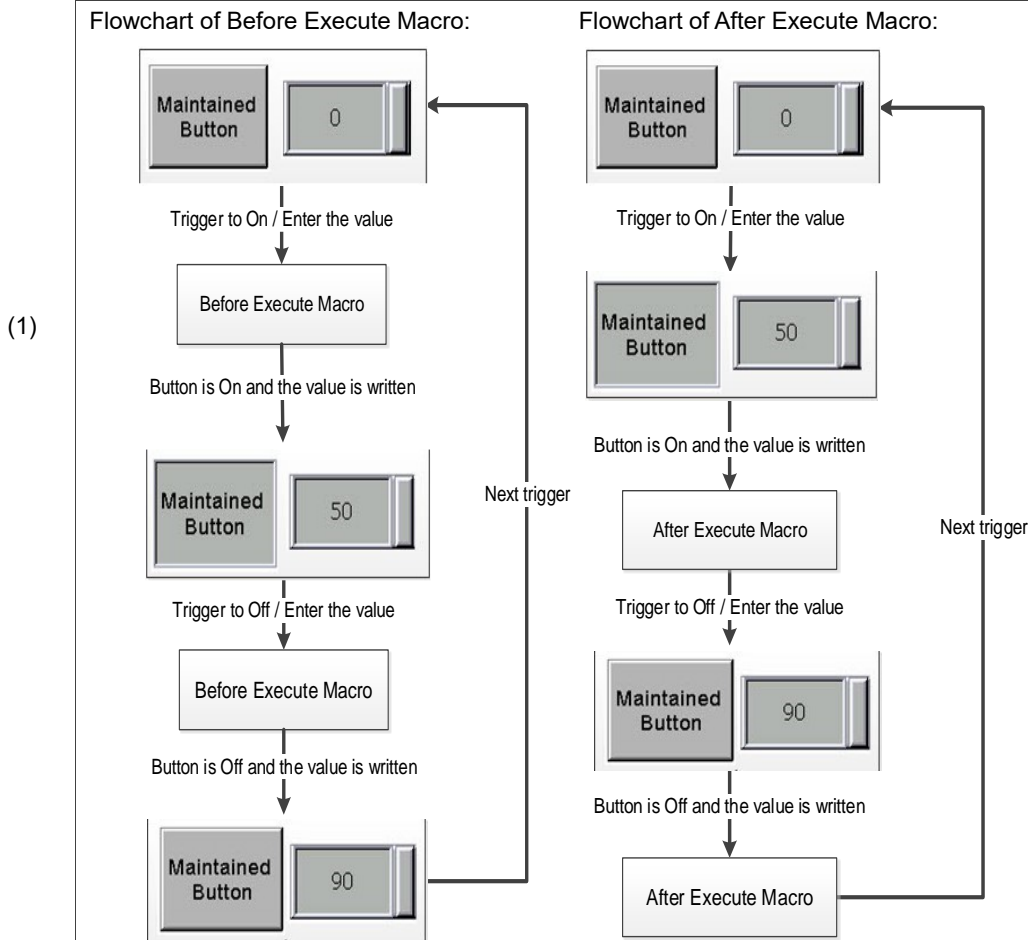 (1)
Flowchart of Before Execute Macro:
Maintained
Button
0
Trigger to On / Enter the value
Before Execute Macro
Button is On and the value is written
Maintained
Button
50
Trigger to Off / Enter the value
Before Execute Macro
Button is Off and the value is written
Maintained
Button
90
Next trigger
Flowchart of After Execute Macro:
Maintained
Button
0
Trigger to On / Enter the value
Maintained
Button
50
Button is On and the value is written
After Execute Macro
Trigger to Off / Enter the value
Maintained
Button
90
Button is Off and the value is written
After Execute Macro
Next trigger